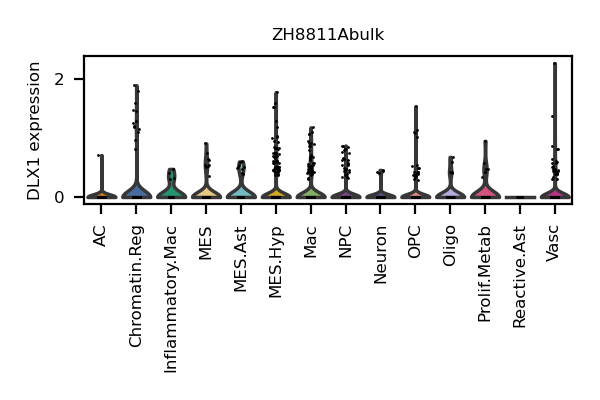 ZH8811Abulk
DLX1 expression
2
0
AC
Chromatin.Reg
Inflammatory.Mac
MES
MES.Ast
MES.Hyp
Mac
NPC
Neuron
OPC
Oligo
Prolif.Metab
Reactive.Ast
Vasc